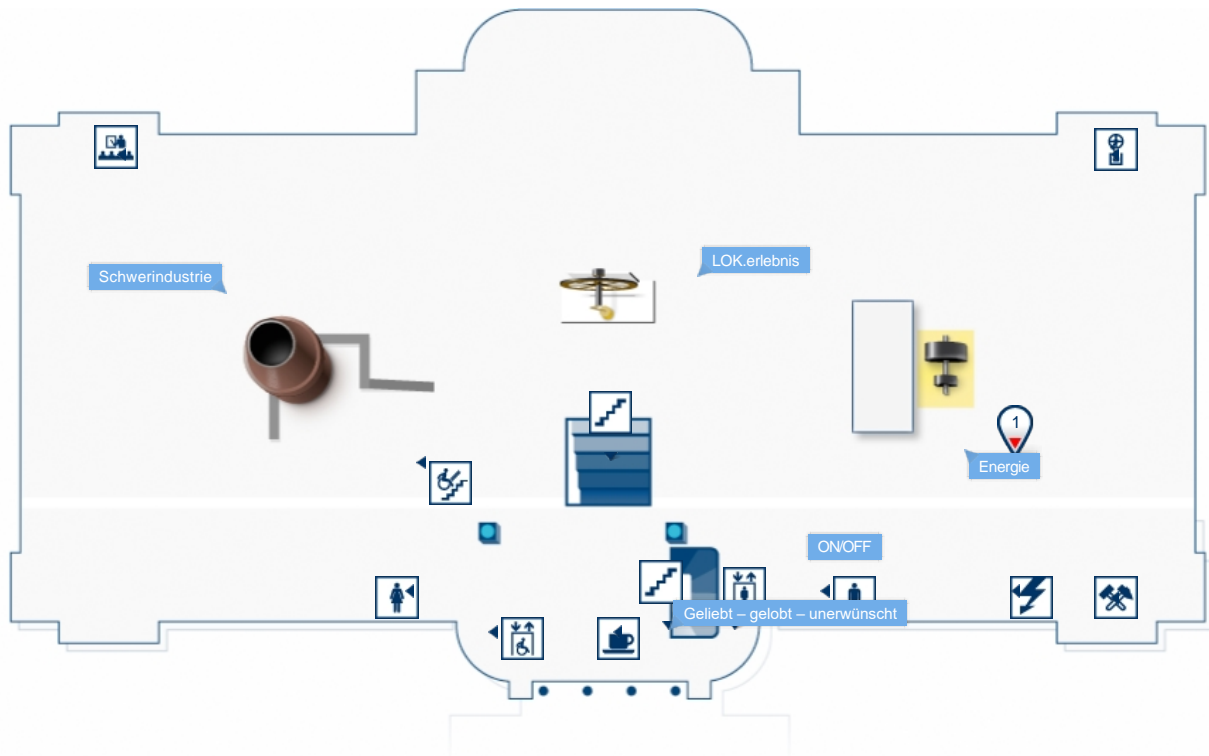 LOK.erlebnis
Schwerindustrie
1
Energie
ON/OFF
Geliebt – gelobt – unerwünscht